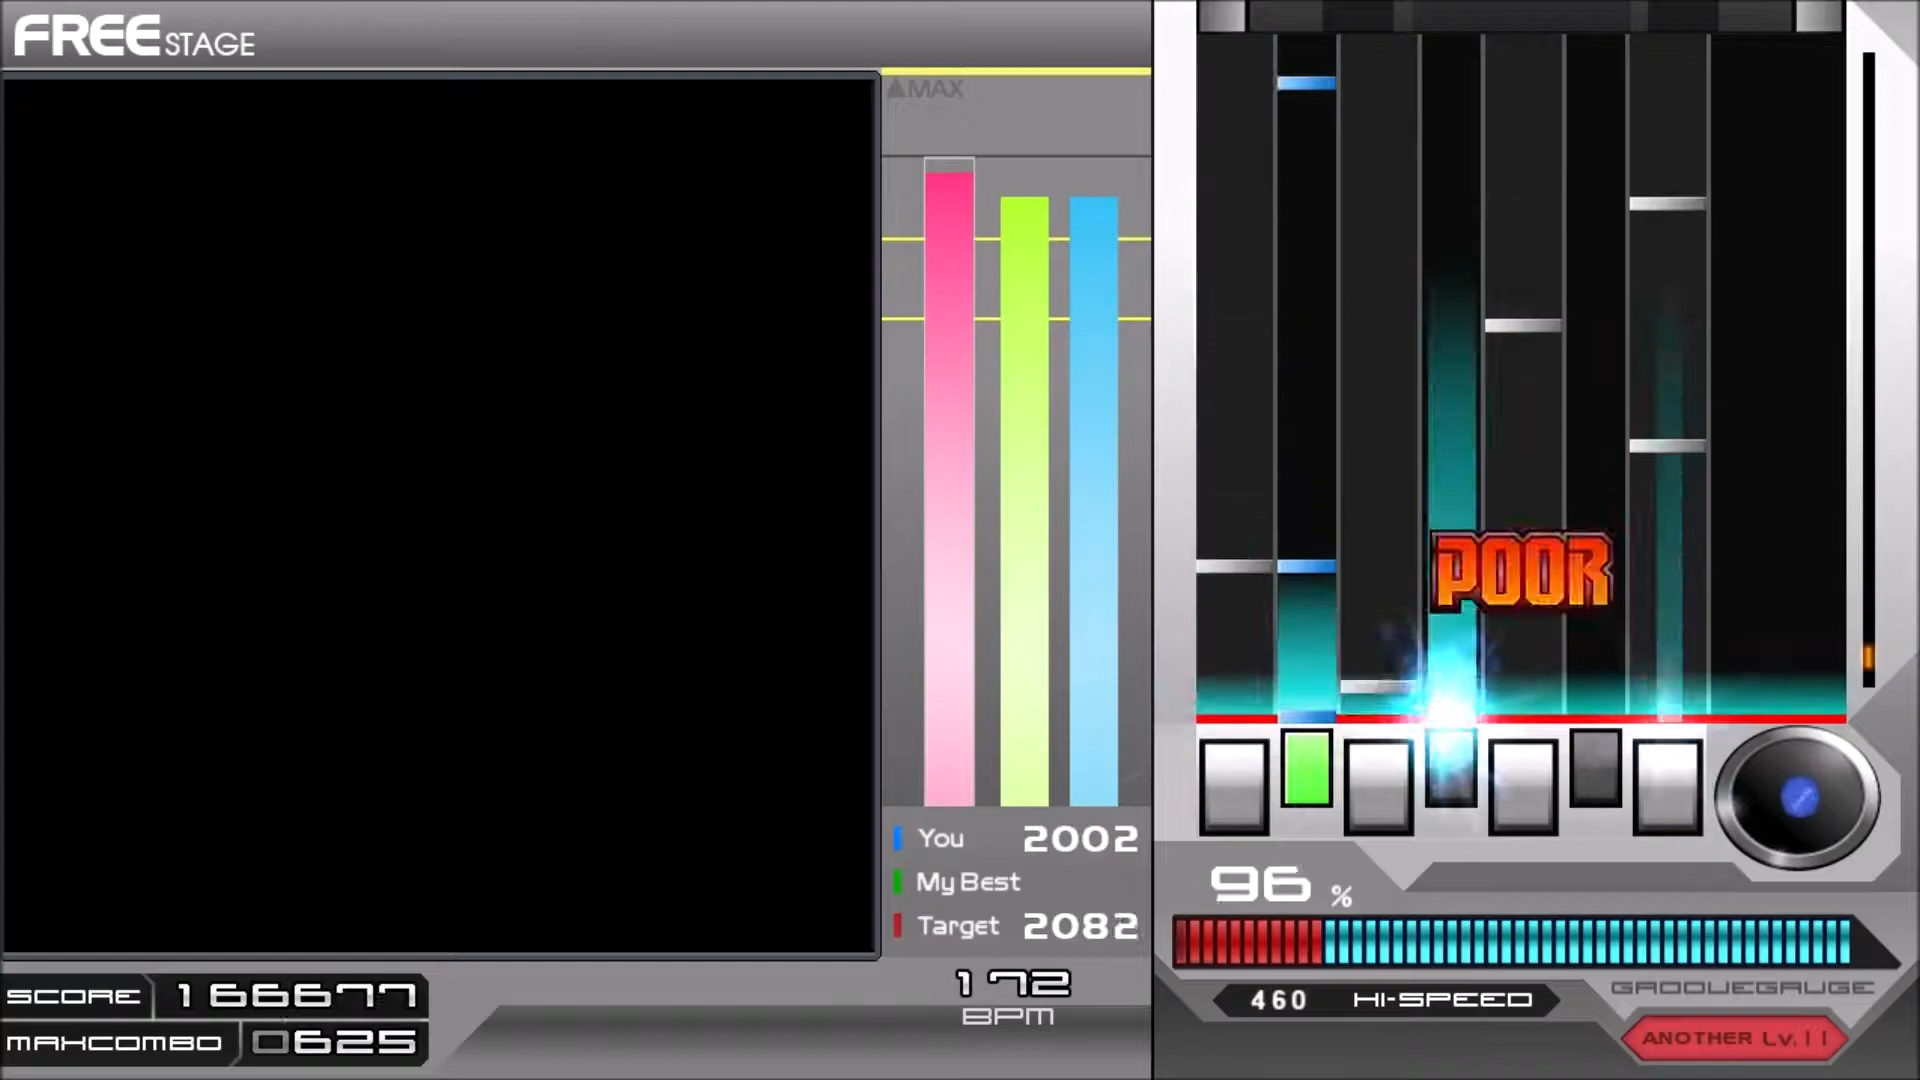 FREE STAGE
▲MAX
POOR
You 2002
My Best
Target 2082
96 %
SCORE 166677
172
BPM
460 HI-SPEED
GROOVEGAUGE
MAXCOMBO 0625
ANOTHER Lv.11